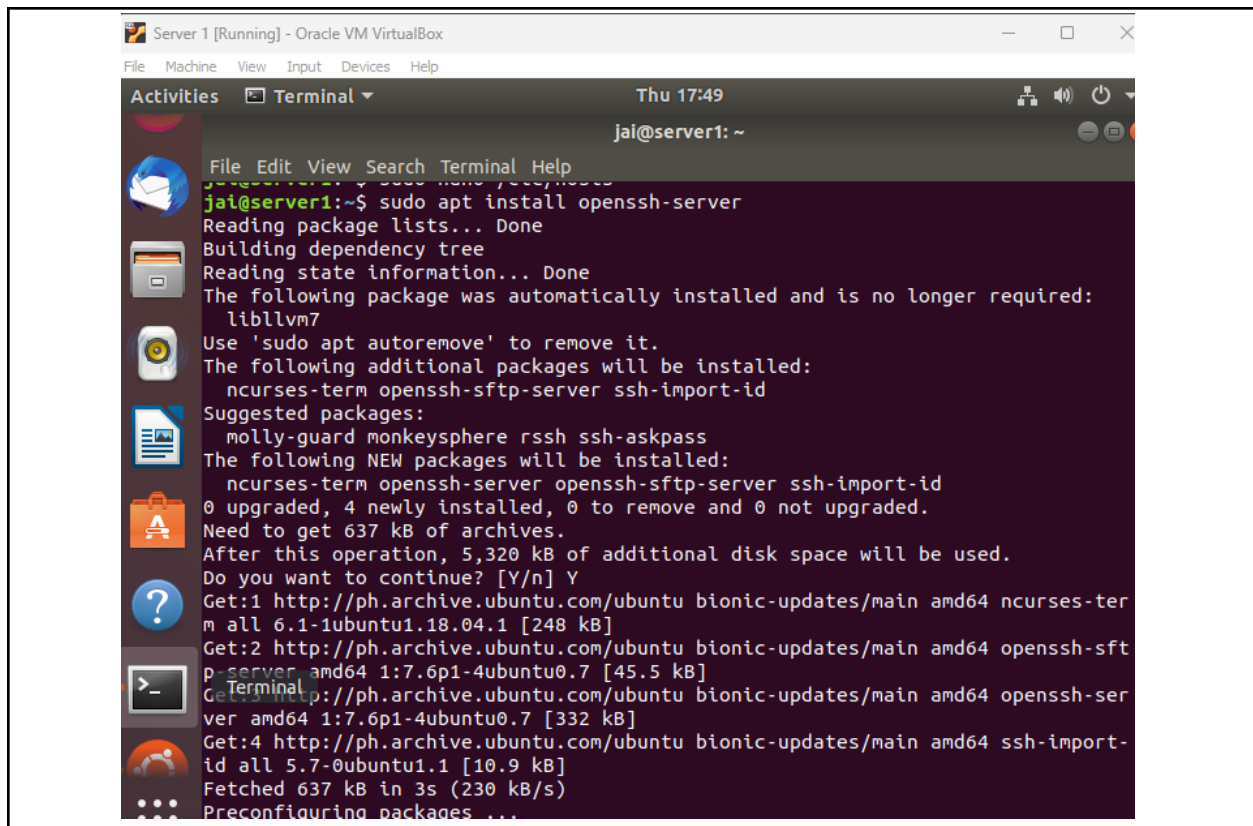 Server 1 [Running] - Oracle VM VirtualBox
File Machine View Input Devices Help
Activities Terminal Thu 17:49
jai@server1: ~
File Edit View Search Terminal Help
jai@server1:~$ sudo nano /etc/hosts
jai@server1:~$ sudo apt install openssh-server
Reading package lists... Done
Building dependency tree
Reading state information... Done
The following package was automatically installed and is no longer required:
libllvm7
Use 'sudo apt autoremove' to remove it.
The following additional packages will be installed:
ncurses-term openssh-sftp-server ssh-import-id
Suggested packages:
molly-guard monkeysphere rssh ssh-askpass
The following NEW packages will be installed:
ncurses-term openssh-server openssh-sftp-server ssh-import-id
0 upgraded, 4 newly installed, 0 to remove and 0 not upgraded.
Need to get 637 kB of archives.
After this operation, 5,320 kB of additional disk space will be used.
Do you want to continue? [Y/n] Y
Get:1 http://ph.archive.ubuntu.com/ubuntu bionic-updates/main amd64 ncurses-ter
m all 6.1-1ubuntu1.18.04.1 [248 kB]
Get:2 http://ph.archive.ubuntu.com/ubuntu bionic-updates/main amd64 openssh-sft
p-server amd64 1:7.6p1-4ubuntu0.7 [45.5 kB]
Terminal
Get:3 http://ph.archive.ubuntu.com/ubuntu bionic-updates/main amd64 openssh-ser
ver amd64 1:7.6p1-4ubuntu0.7 [332 kB]
Get:4 http://ph.archive.ubuntu.com/ubuntu bionic-updates/main amd64 ssh-import-
id all 5.7-0ubuntu1.1 [10.9 kB]
Fetched 637 kB in 3s (230 kB/s)
Preconfiguring packages ...